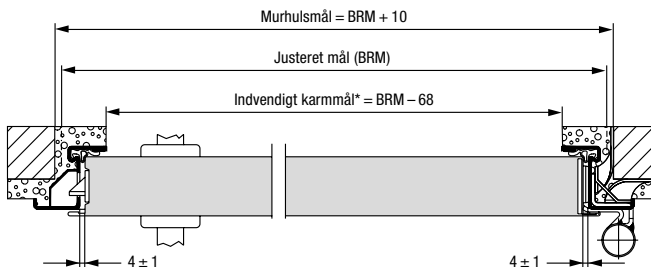 Murhulsmål = BRM + 10
Justeret mål (BRM)
Indvendigt karmmål* = BRM – 68
4 ± 1
4 ± 1